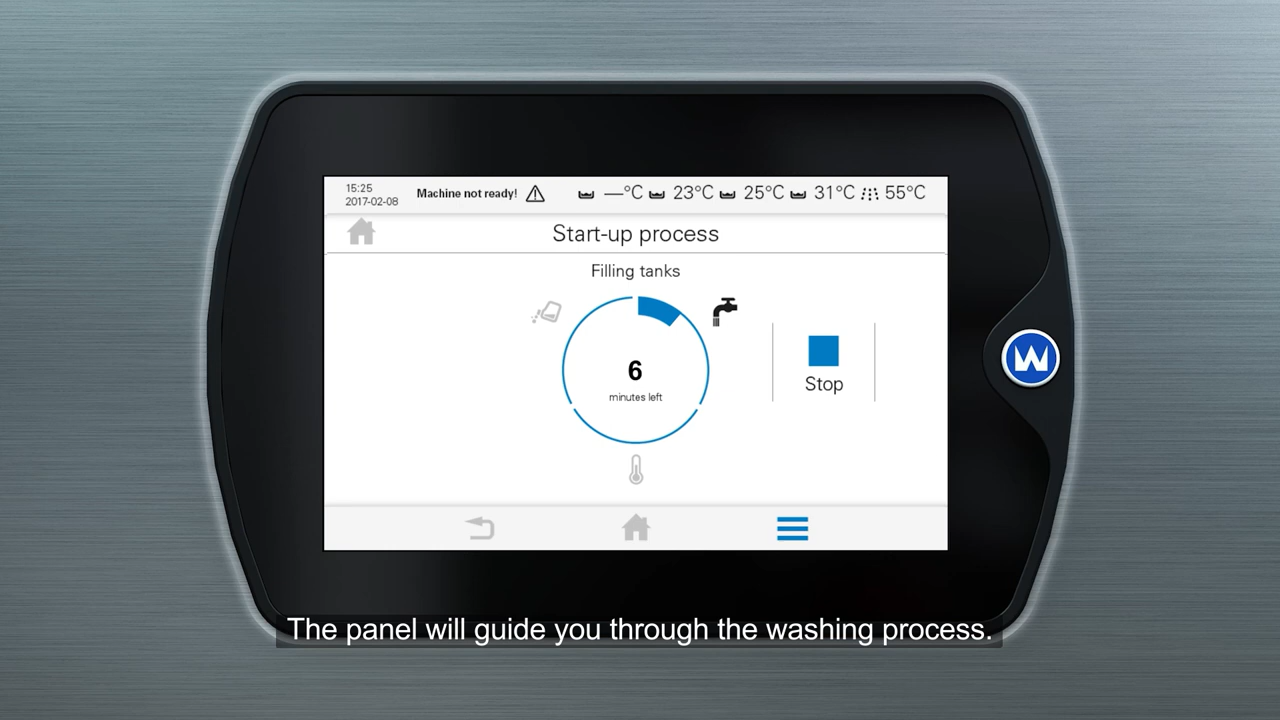 15:25
2017-02-08
Machine not ready!
—°C 23°C 25°C 31°C 55°C
Start-up process
Filling tanks
6
minutes left
Stop
W
The panel will guide you through the washing process.